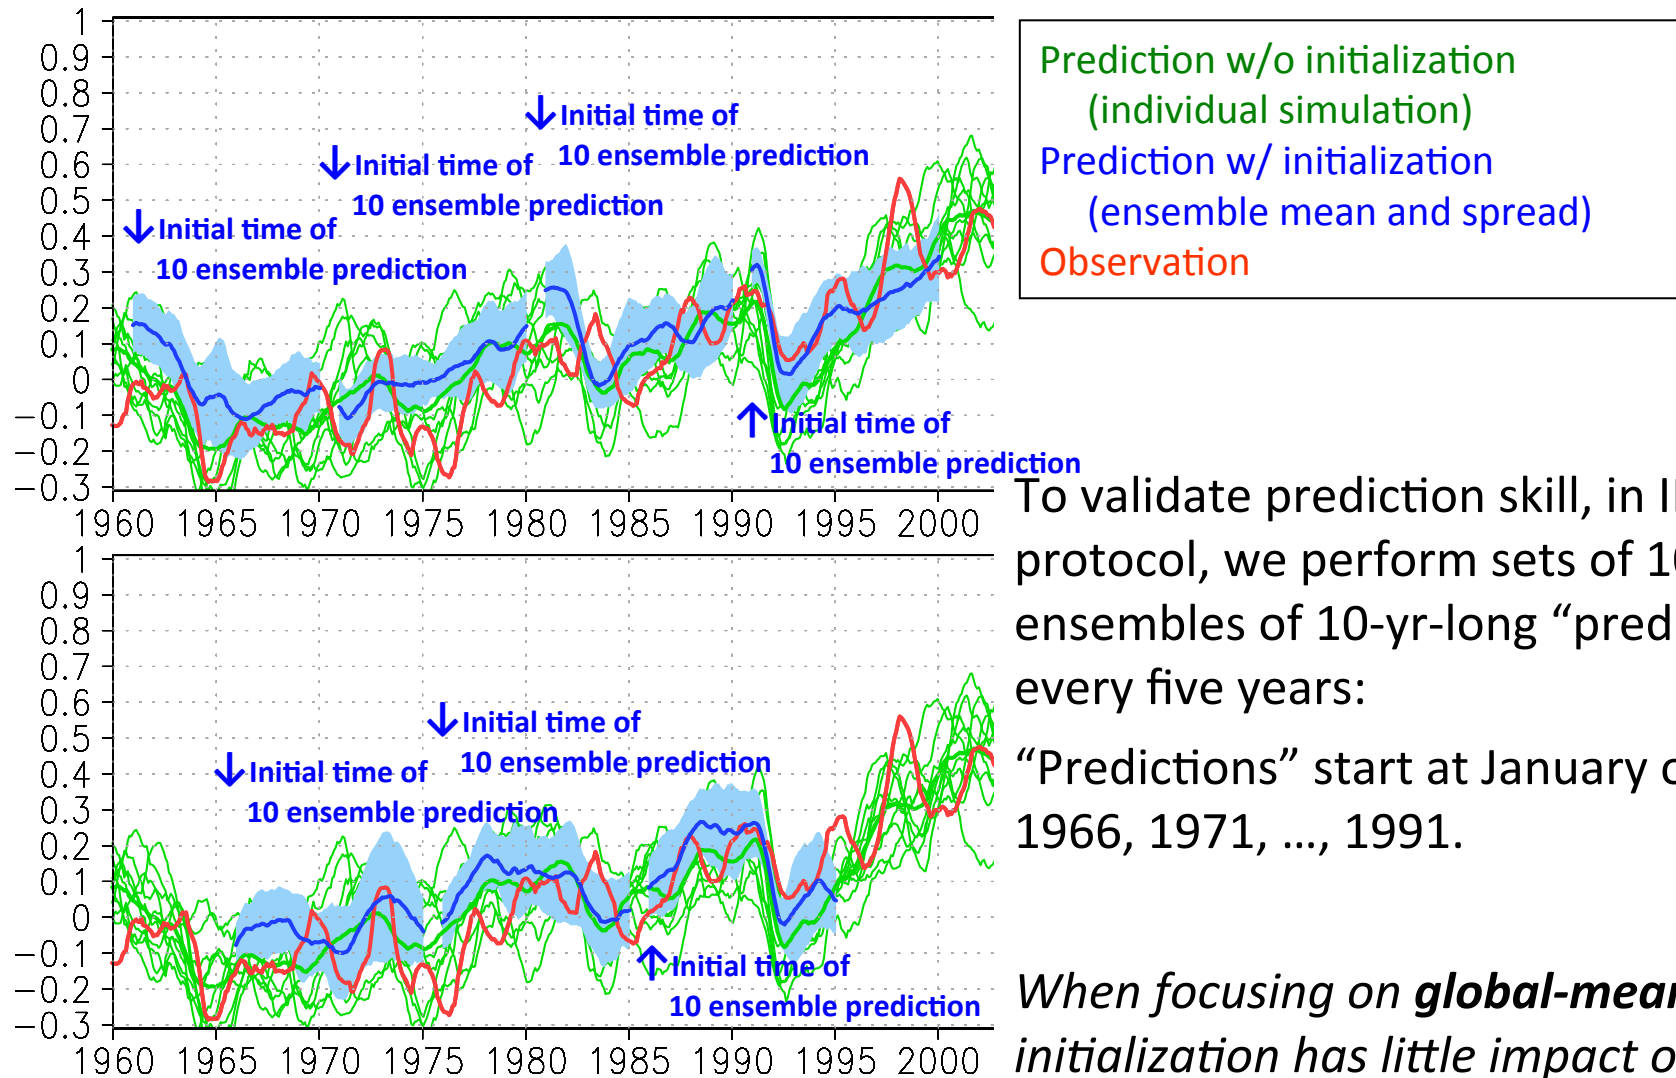 1
0.9
0.8
0.7
0.6
0.5
0.4
0.3
0.2
0.1
0
−0.1
−0.2
−0.3
1960 1965 1970 1975 1980 1985 1990 1995 2000
Initial time of
10 ensemble prediction
Initial time of
10 ensemble prediction
Initial time of
10 ensemble prediction
Initial time of
10 ensemble prediction
1
0.9
0.8
0.7
0.6
0.5
0.4
0.3
0.2
0.1
0
−0.1
−0.2
−0.3
1960 1965 1970 1975 1980 1985 1990 1995 2000
Initial time of
10 ensemble prediction
Initial time of
10 ensemble prediction
Initial time of
10 ensemble prediction
Prediction w/o initialization
(individual simulation)
Prediction w/ initialization
(ensemble mean and spread)
Observation
To validate prediction skill, in
protocol, we perform sets of
ensembles of 10-yr-long “pred
every five years:
“Predictions” start at January
1966, 1971, …, 1991.
When focusing on global-mean
initialization has little impact